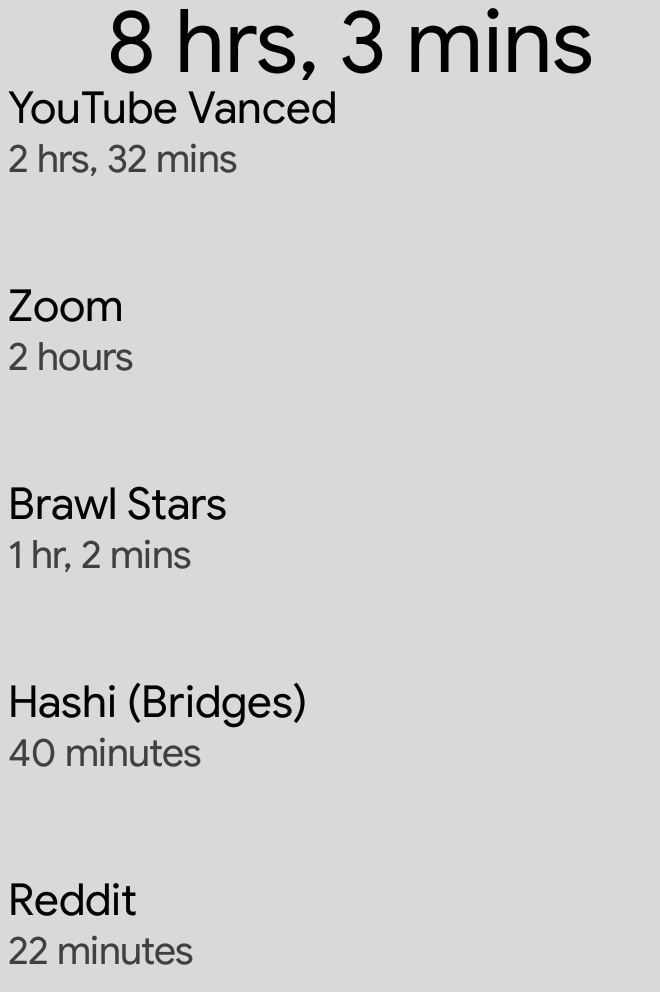 8 hrs, 3 mins
YouTube Vanced
2 hrs, 32 mins
Zoom
2 hours
Brawl Stars
1 hr, 2 mins
Hashi (Bridges)
40 minutes
Reddit
22 minutes